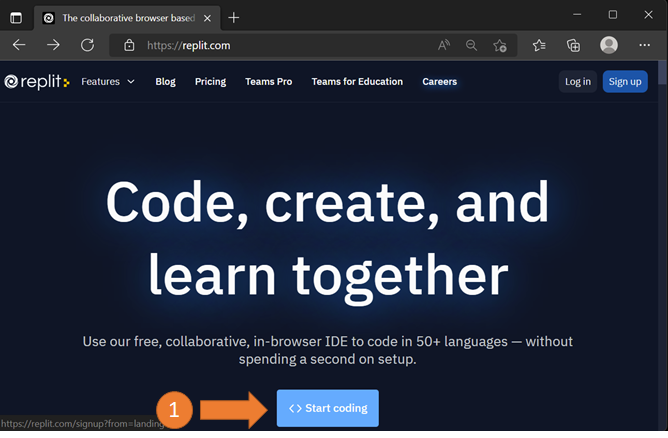 The collaborative browser based
https://replit.com
replit
Features
Blog
Pricing
Teams Pro
Teams for Education
Careers
Log in
Sign up
Code, create, and
learn together
Use our free, collaborative, in-browser IDE to code in 50+ languages — without
spending a second on setup.
1
<> Start coding
https://replit.com/signup?from=landing